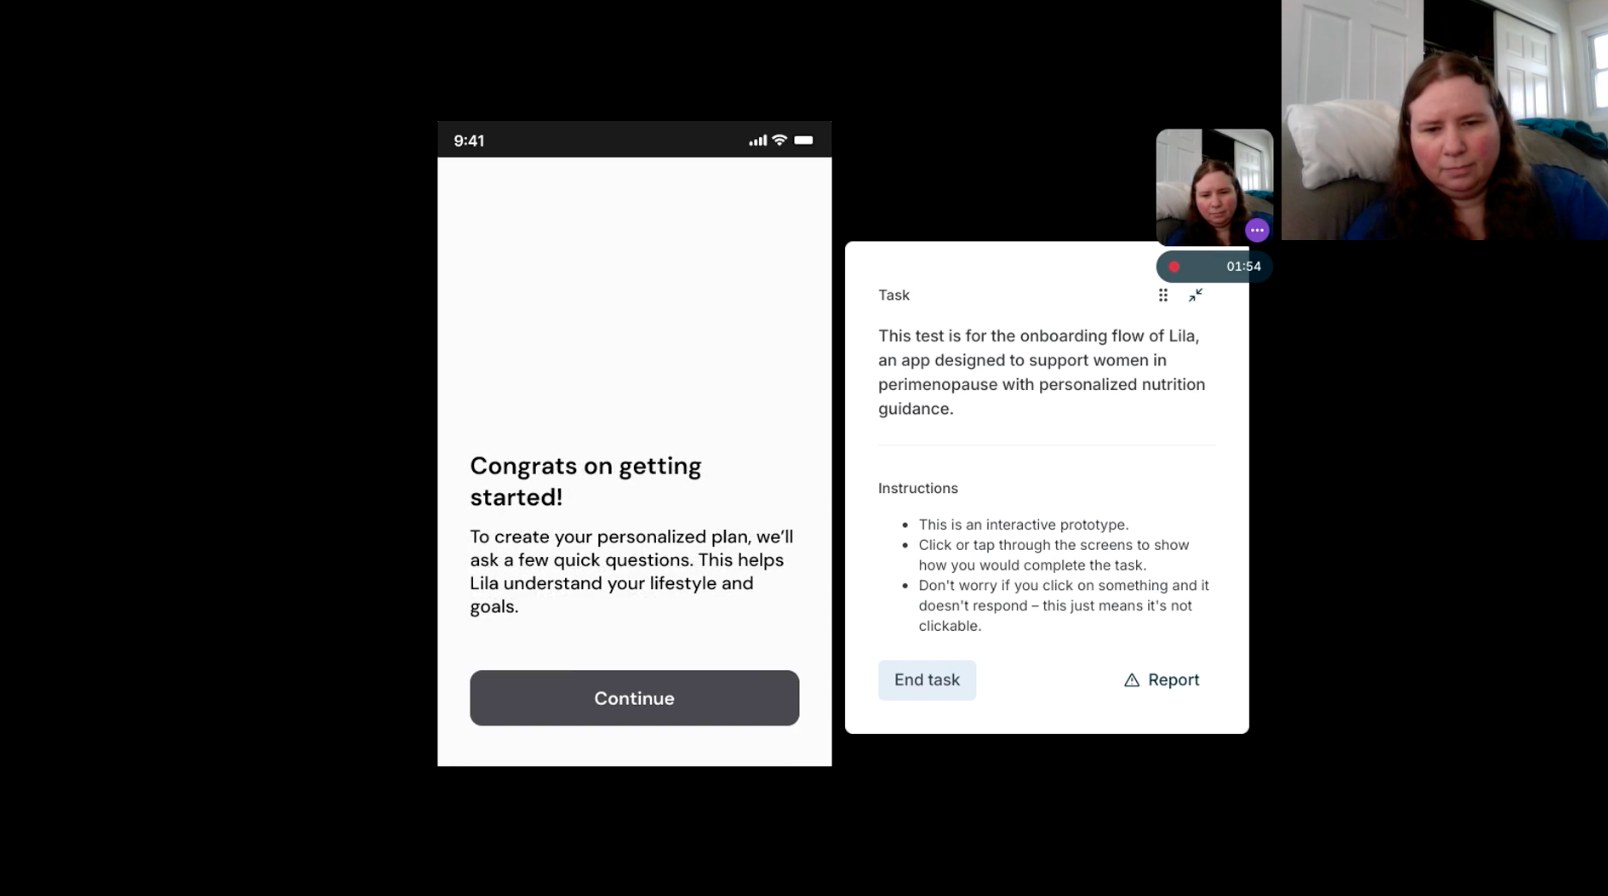 9:41
Congrats on getting
started!
To create your personalized plan, we'll
ask a few quick questions. This helps
Lila understand your lifestyle and
goals.
Continue
01:54
Task
This test is for the onboarding flow of Lila,
an app designed to support women in
perimenopause with personalized nutrition
guidance.
Instructions
• This is an interactive prototype.
• Click or tap through the screens to show
how you would complete the task.
• Don't worry if you click on something and it
doesn't respond – this just means it's not
clickable.
End task
Report